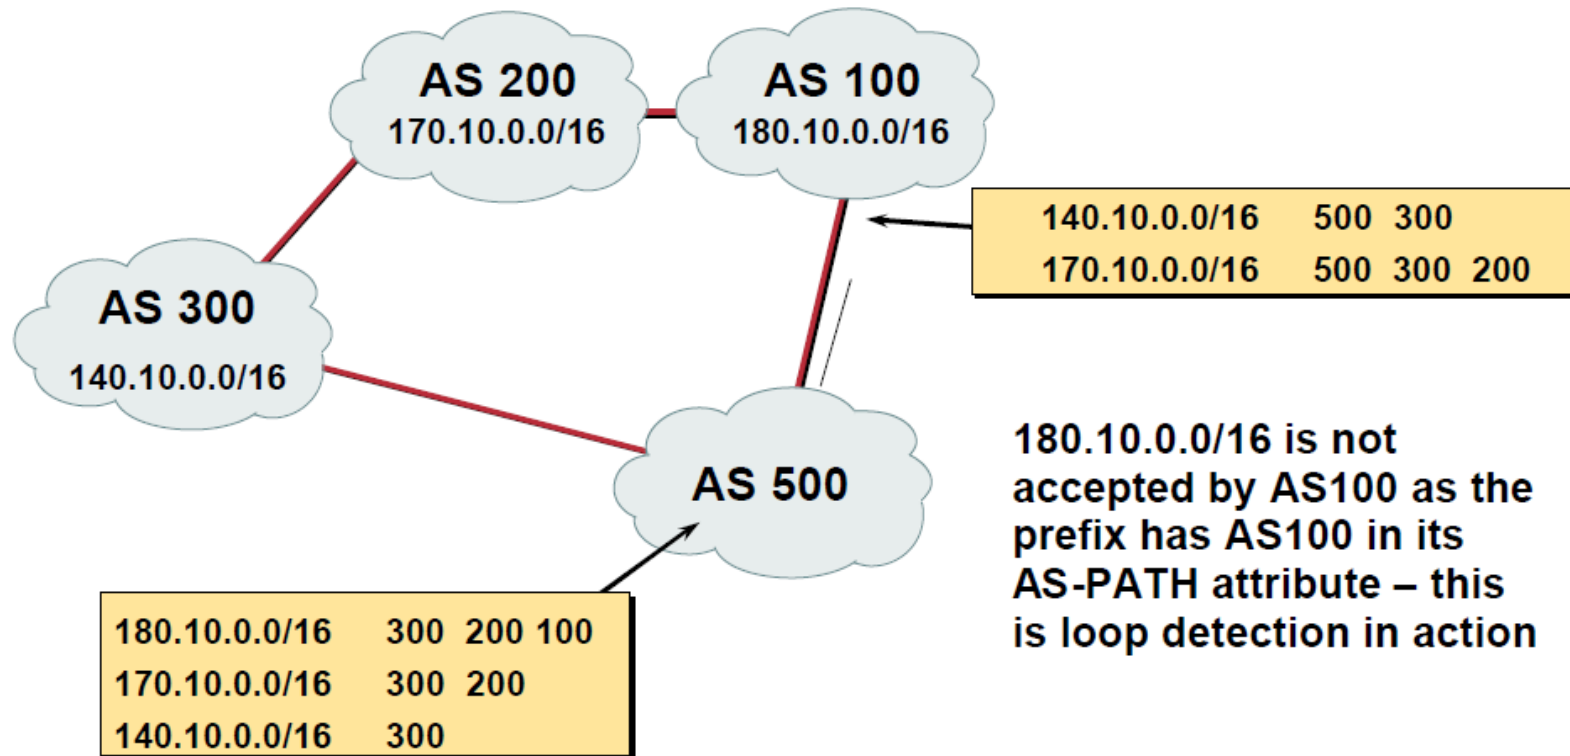 AS 200
170.10.0.0/16
AS 100
180.10.0.0/16
140.10.0.0/16 500 300
170.10.0.0/16 500 300 200
AS 300
140.10.0.0/16
AS 500
180.10.0.0/16 is not
accepted by AS100 as the
prefix has AS100 in its
AS-PATH attribute – this
is loop detection in action
180.10.0.0/16 300 200 100
170.10.0.0/16 300 200
140.10.0.0/16 300